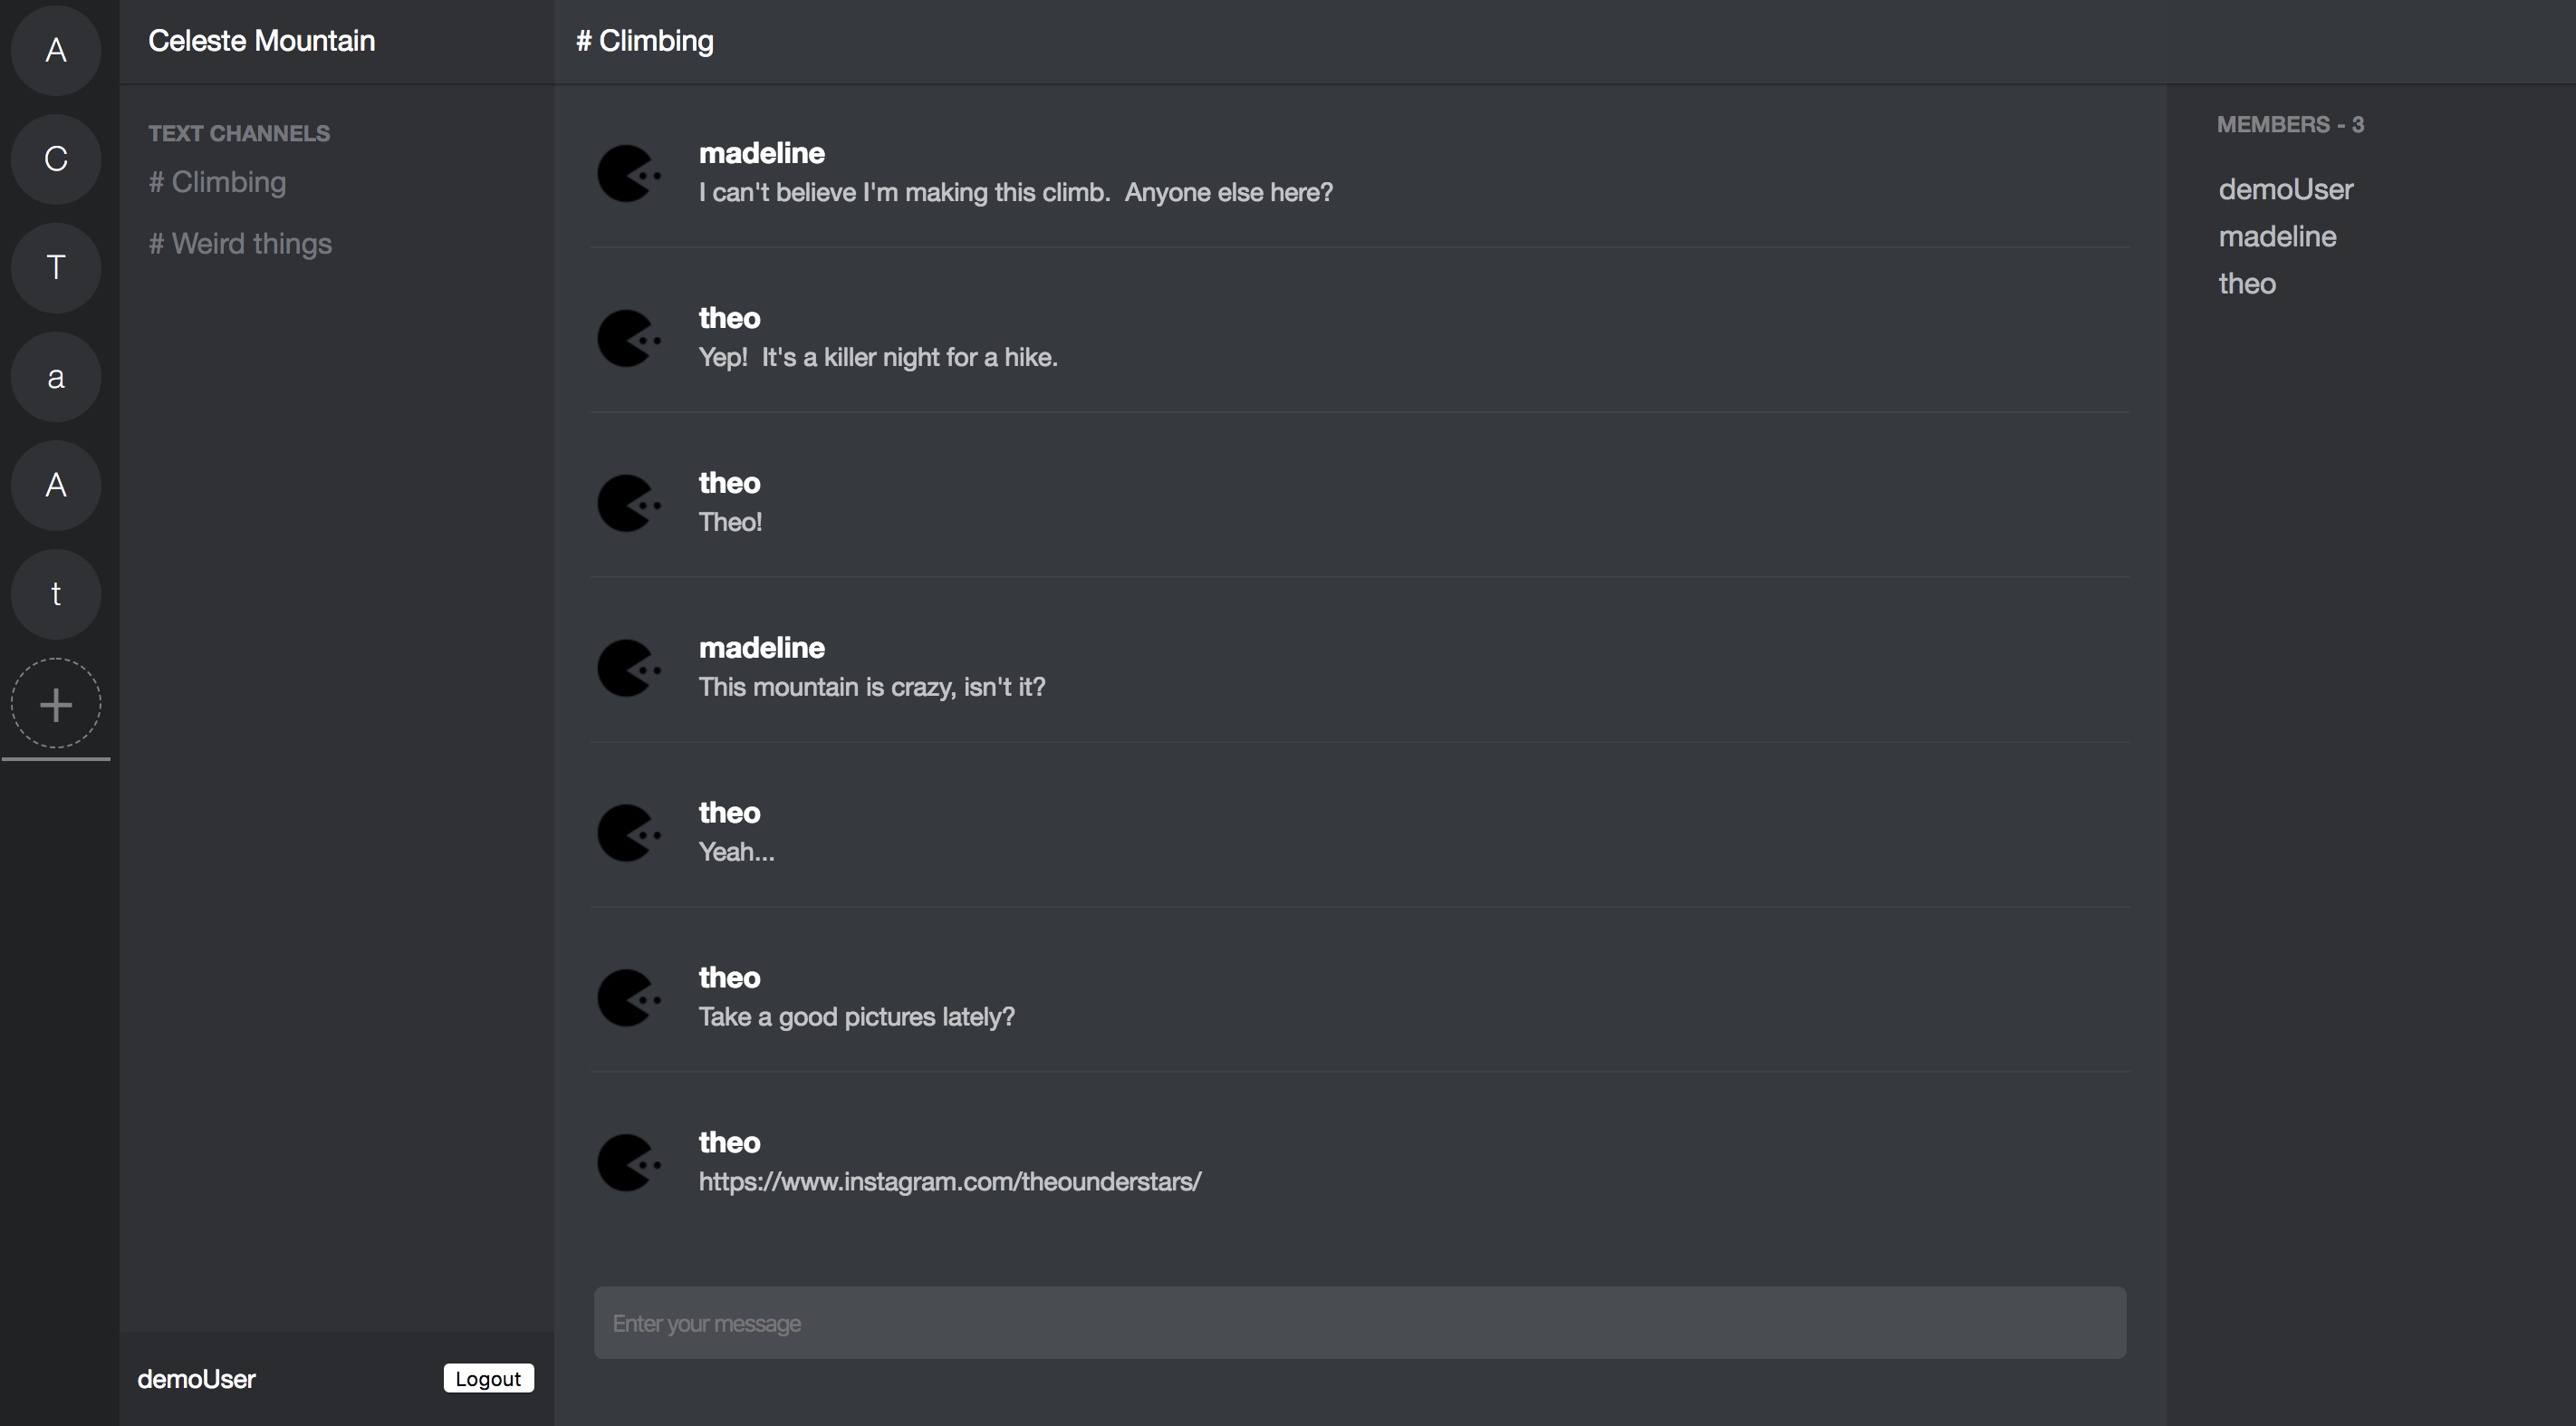 A
C
T
a
A
t
+
Celeste Mountain
TEXT CHANNELS
# Climbing
# Weird things
demoUser
Logout
# Climbing
madeline
I can't believe I'm making this climb.  Anyone else here?
theo
Yep!  It's a killer night for a hike.
theo
Theo!
madeline
This mountain is crazy, isn't it?
theo
Yeah...
theo
Take a good pictures lately?
theo
https://www.instagram.com/theounderstars/
Enter your message
MEMBERS - 3
demoUser
madeline
theo